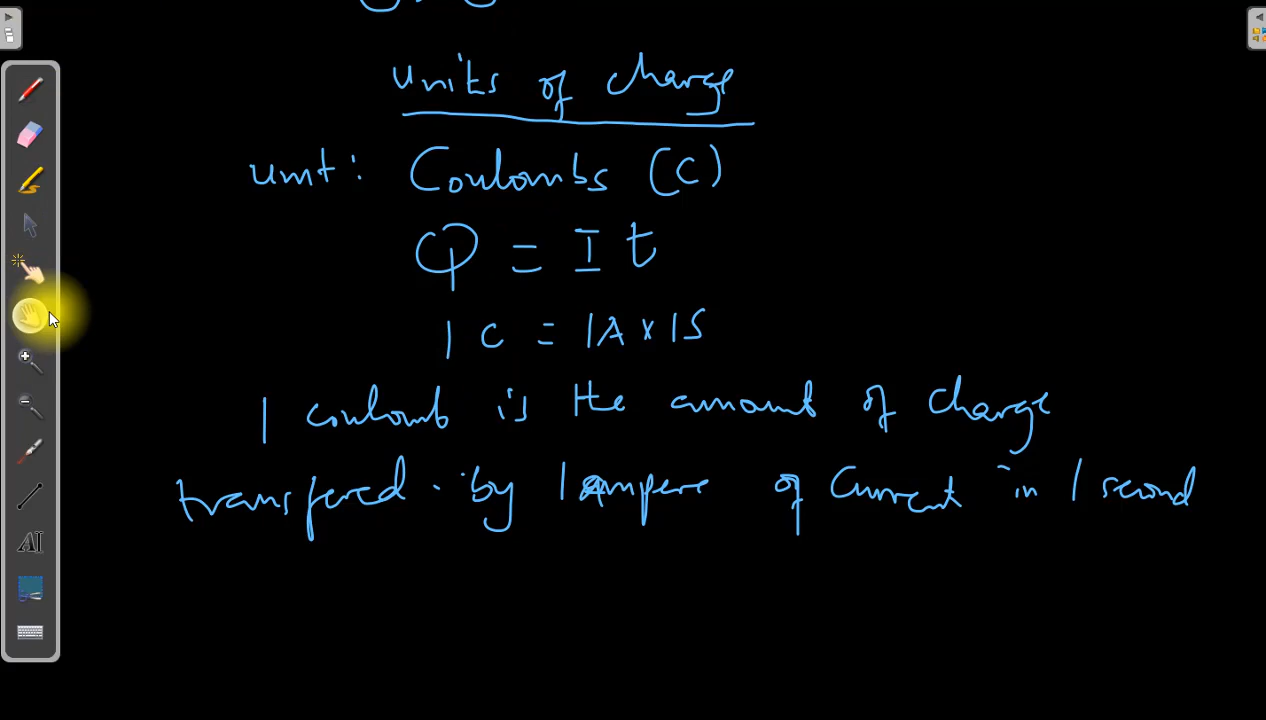 units of charge
unit: Coulombs (C)
Q = I t
1 C = 1A x 1S
1 coulomb is the amount of charge
transfered by 1 Ampere of Current in 1 second
AI